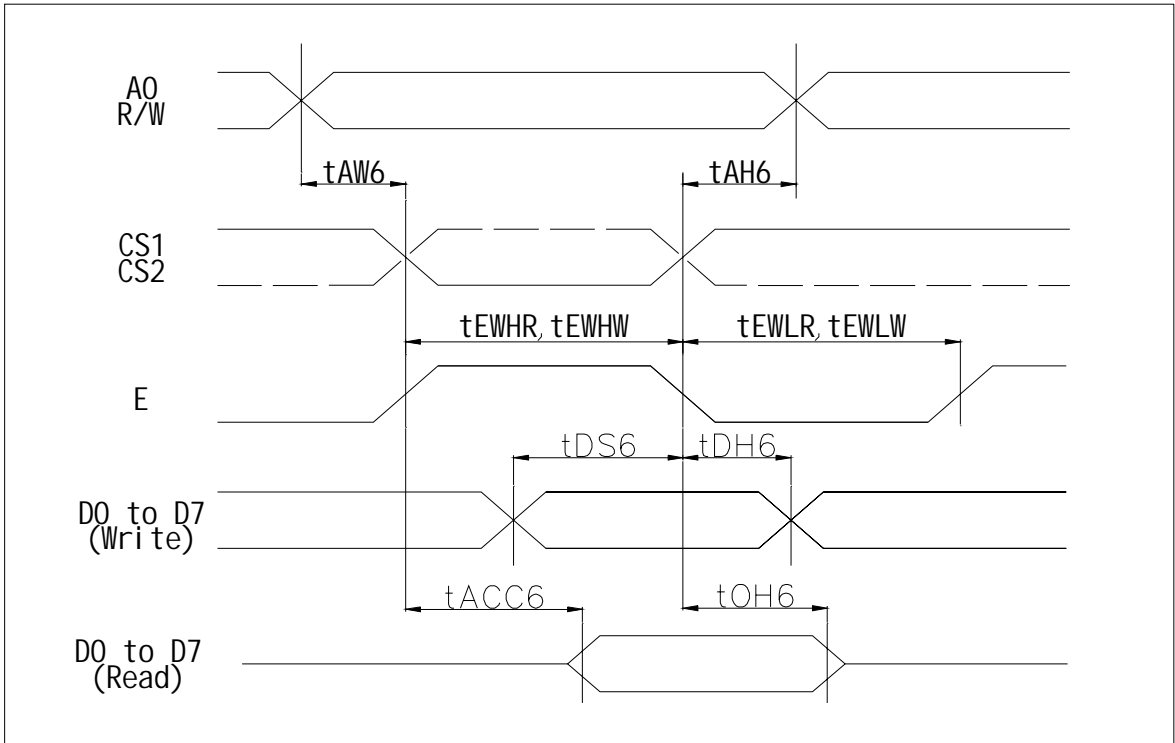 A0
R/W
tAW6
tAH6
CS1
CS2
tEWHR, tEWHW
tEWLR, tEWLW
E
tDS6
tDH6
D0 to D7
(Write)
tACC6
tOH6
D0 to D7
(Read)